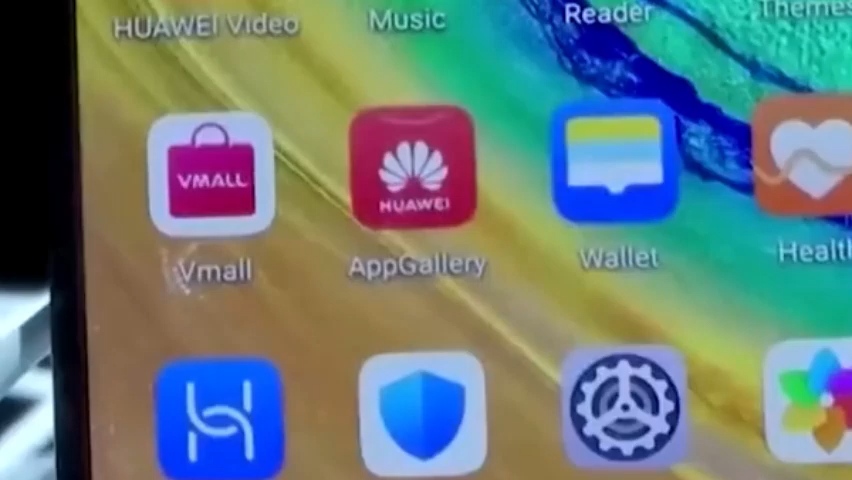 HUAWEI Video Music Reader Themes
VMALL
HUAWEI
Vmall AppGallery Wallet Health